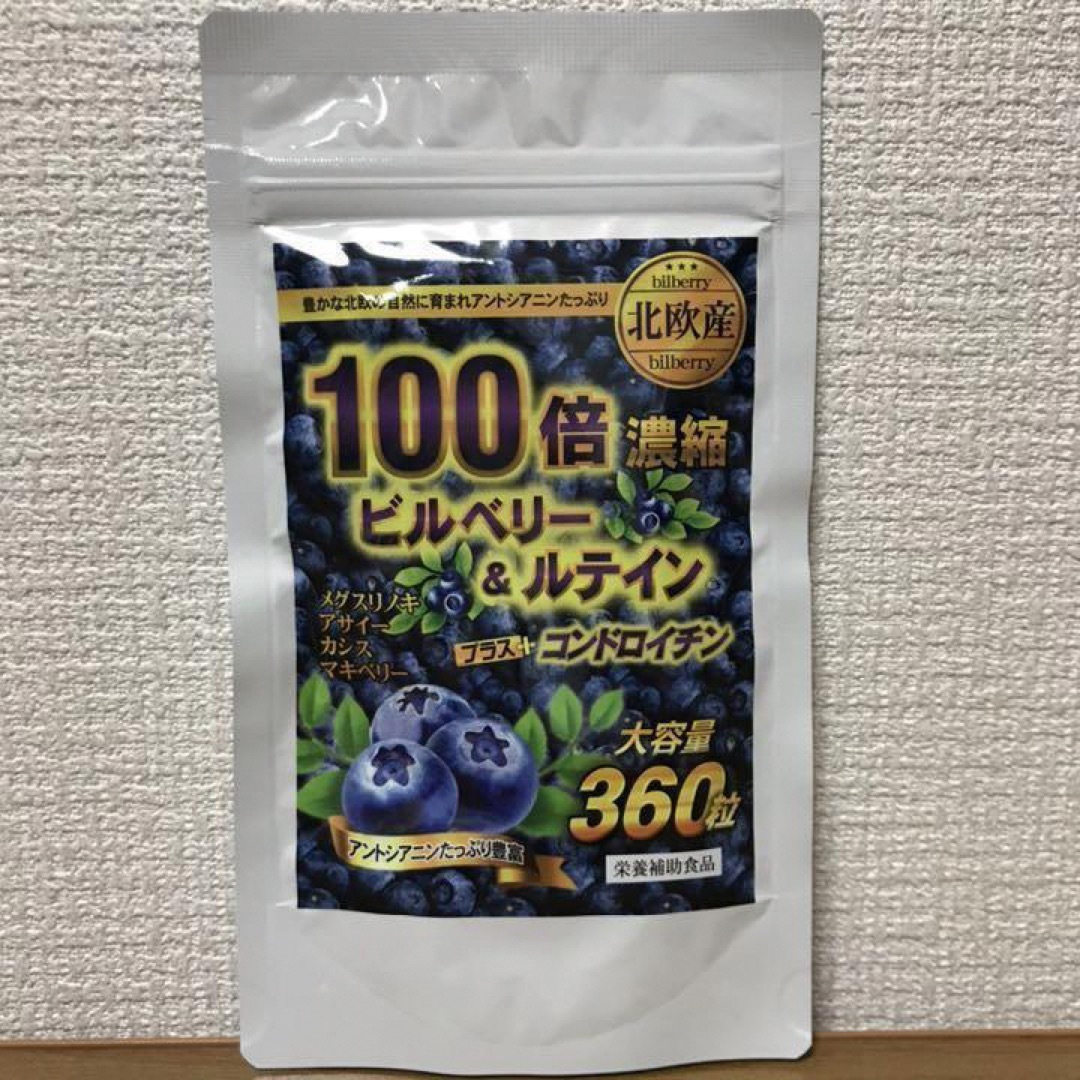 豊かな北欧の自然に育まれアントシアニンたっぷり
bilberry
北欧産
bilberry
100倍 濃縮
ビルベリー
&ルテイン
メグスリノキ
アサイー
カシス
マキベリー
プラス+コンドロイチン
大容量
360粒
アントシアニンたっぷり豊富
栄養補助食品